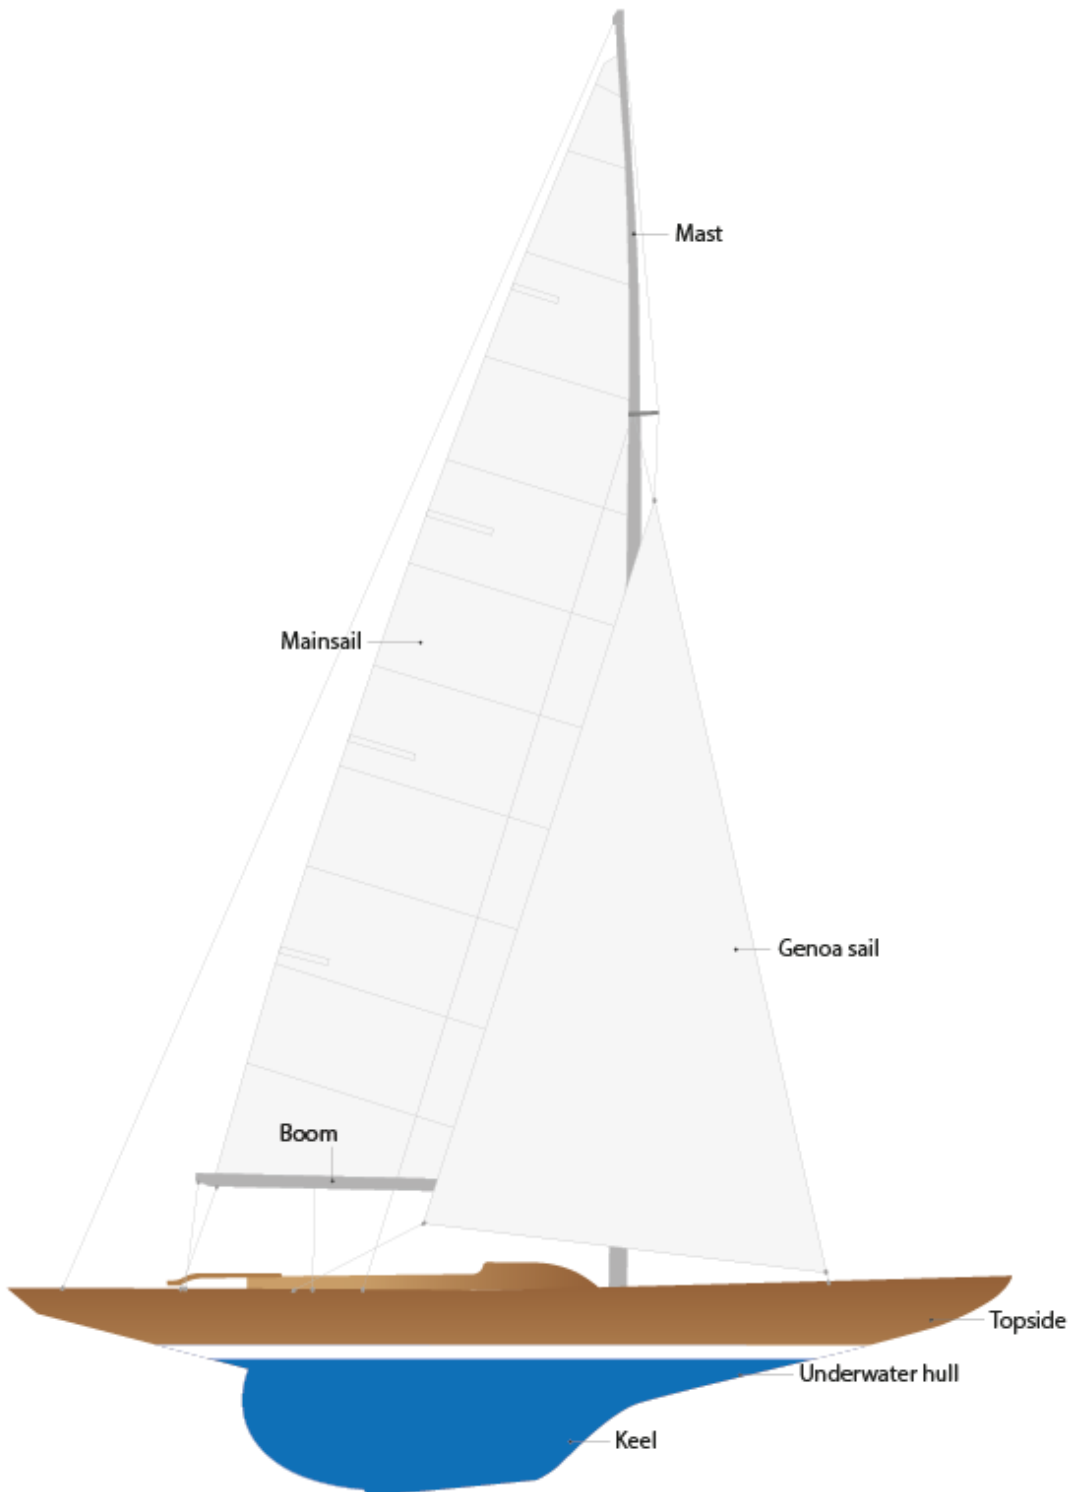 Mast
Mainsail
Genoa sail
Boom
Topside
Underwater hull
Keel